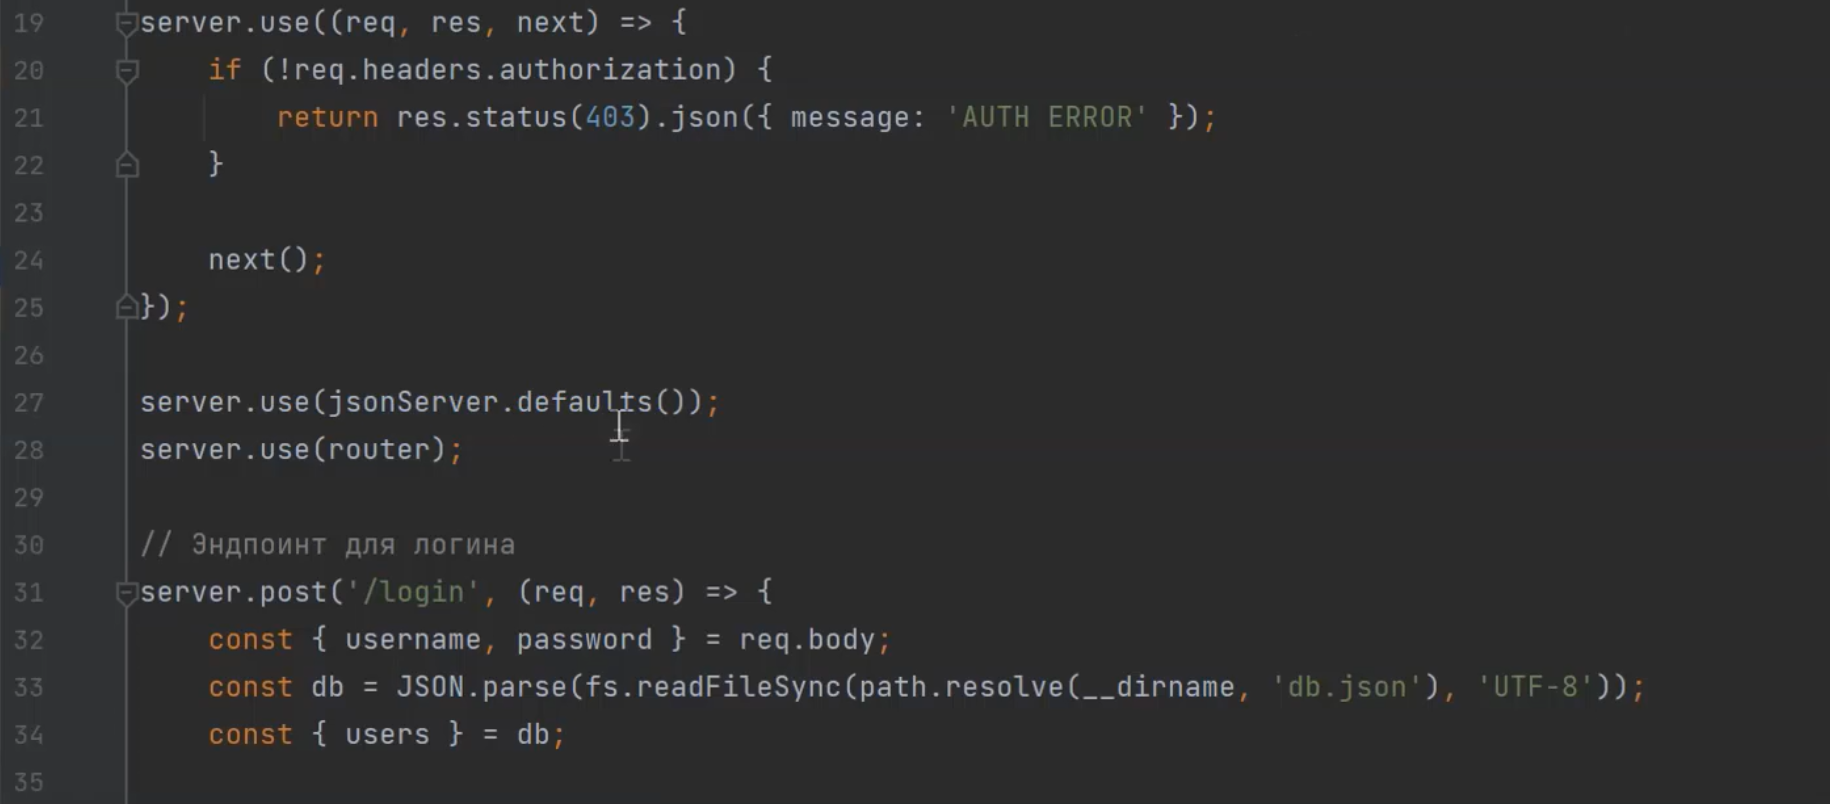 19 server.use((req, res, next) => {
20 if (!req.headers.authorization) {
21 return res.status(403).json({ message: 'AUTH ERROR' });
22 }
23
24 next();
25 });
26
27 server.use(jsonServer.defaults());
28 server.use(router);
29
30 // Эндпоинт для логина
31 server.post('/login', (req, res) => {
32 const { username, password } = req.body;
33 const db = JSON.parse(fs.readFileSync(path.resolve(__dirname, 'db.json'), 'UTF-8'));
34 const { users } = db;
35